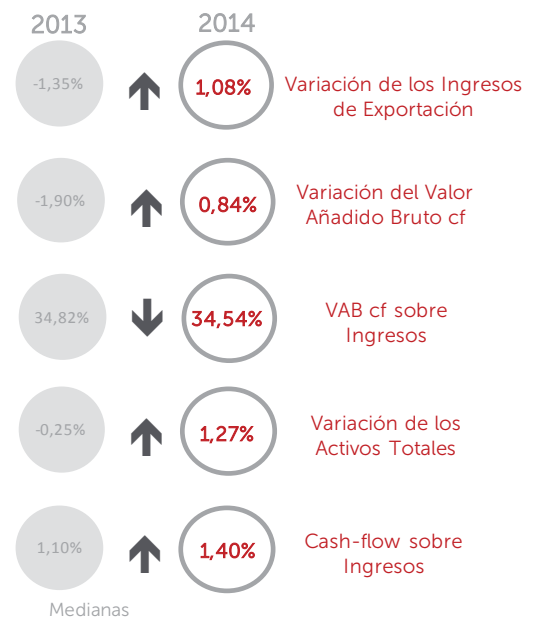 2013 2014
-1,35% 1,08% Variación de los Ingresos
de Exportación
-1,90% 0,84% Variación del Valor
Añadido Bruto cf
34,82% 34,54% VAB cf sobre
Ingresos
-0,25% 1,27% Variación de los
Activos Totales
1,10% 1,40% Cash-flow sobre
Ingresos
Medianas